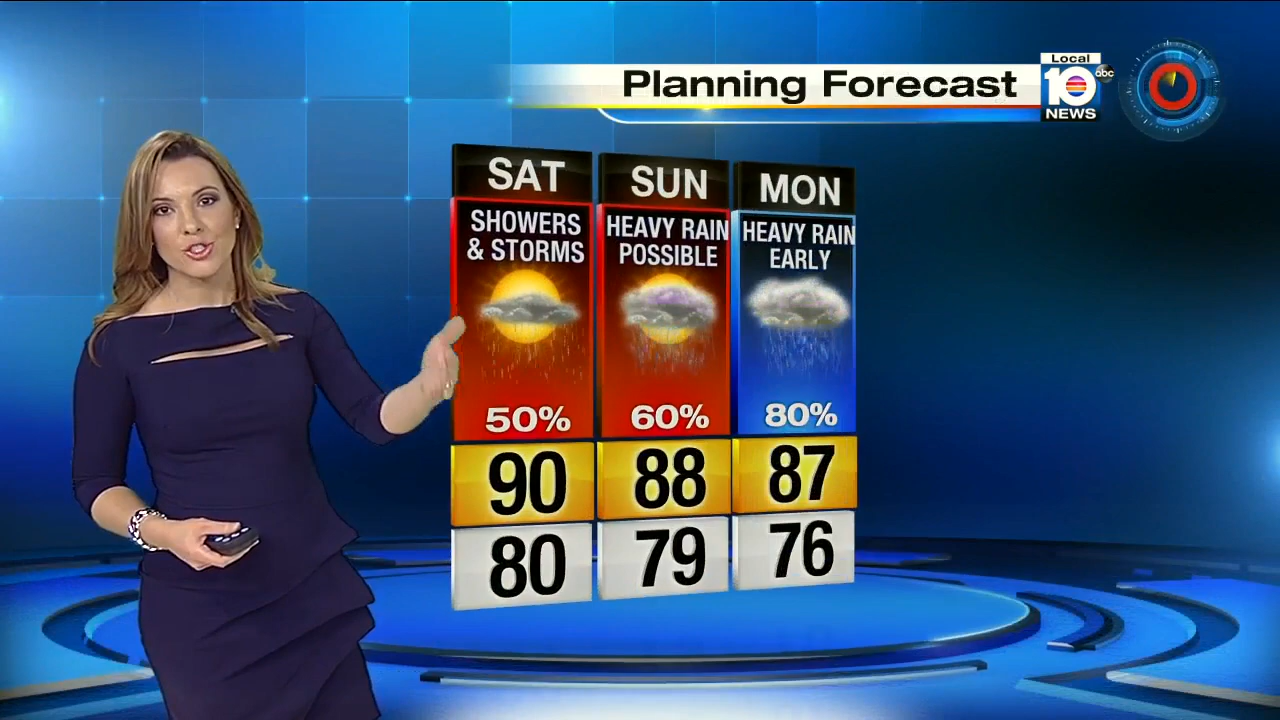 Planning Forecast
Local
10
abc
NEWS
SAT
SHOWERS
& STORMS
50%
90
80
SUN
HEAVY RAIN
POSSIBLE
60%
88
79
MON
HEAVY RAIN
EARLY
80%
87
76